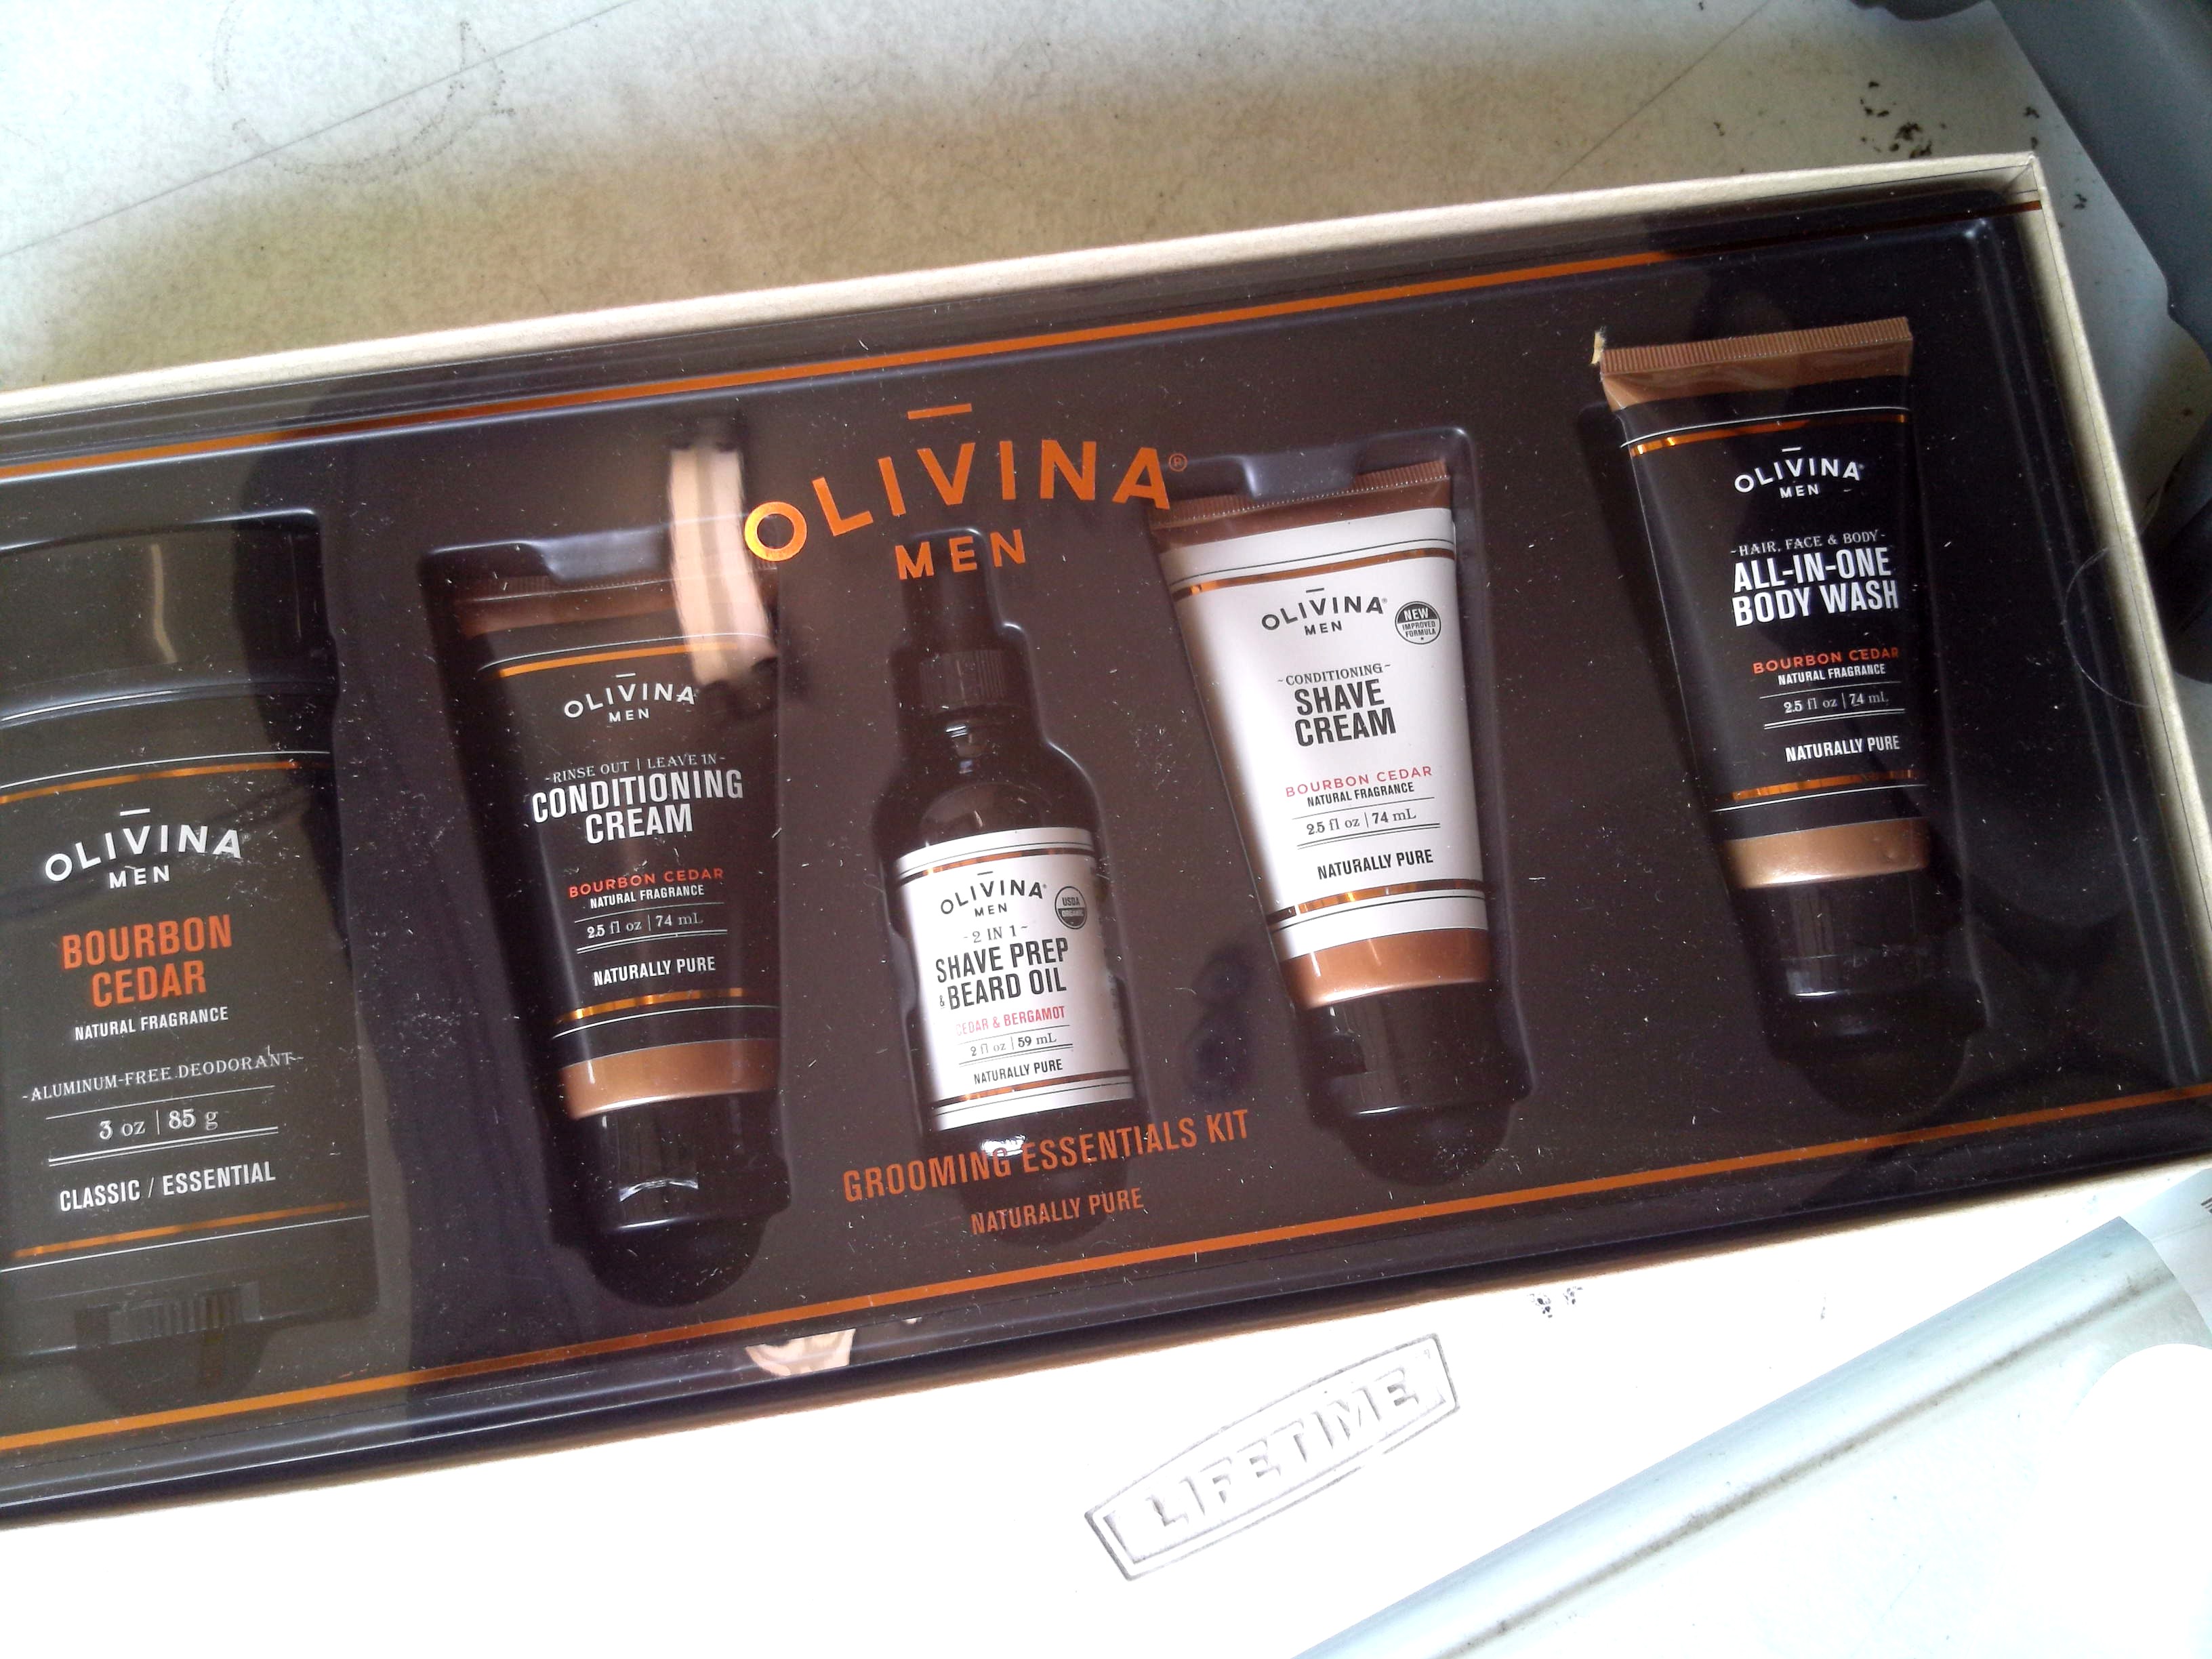 OLIVINA®
MEN
GROOMING ESSENTIALS KIT
NATURALLY PURE
OLIVINA
MEN
BOURBON
CEDAR
NATURAL FRAGRANCE
-ALUMINUM-FREE DEODORANT-
3 oz | 85 g
CLASSIC / ESSENTIAL
OLIVINA
MEN
-RINSE OUT | LEAVE IN-
CONDITIONING
CREAM
BOURBON CEDAR
NATURAL FRAGRANCE
2.5 fl oz | 74 mL
NATURALLY PURE
OLIVINA®
MEN
USDA
ORGANIC
-2 IN 1-
SHAVE PREP
& BEARD OIL
CEDAR & BERGAMOT
2 fl oz | 59 mL
NATURALLY PURE
OLIVINA®
MEN
NEW
IMPROVED
FORMULA
-CONDITIONING-
SHAVE
CREAM
BOURBON CEDAR
NATURAL FRAGRANCE
2.5 fl oz | 74 mL
NATURALLY PURE
OLIVINA®
MEN
-HAIR, FACE & BODY-
ALL-IN-ONE
BODY WASH
BOURBON CEDAR
NATURAL FRAGRANCE
2.5 fl oz | 74 mL
NATURALLY PURE
LIFETIME